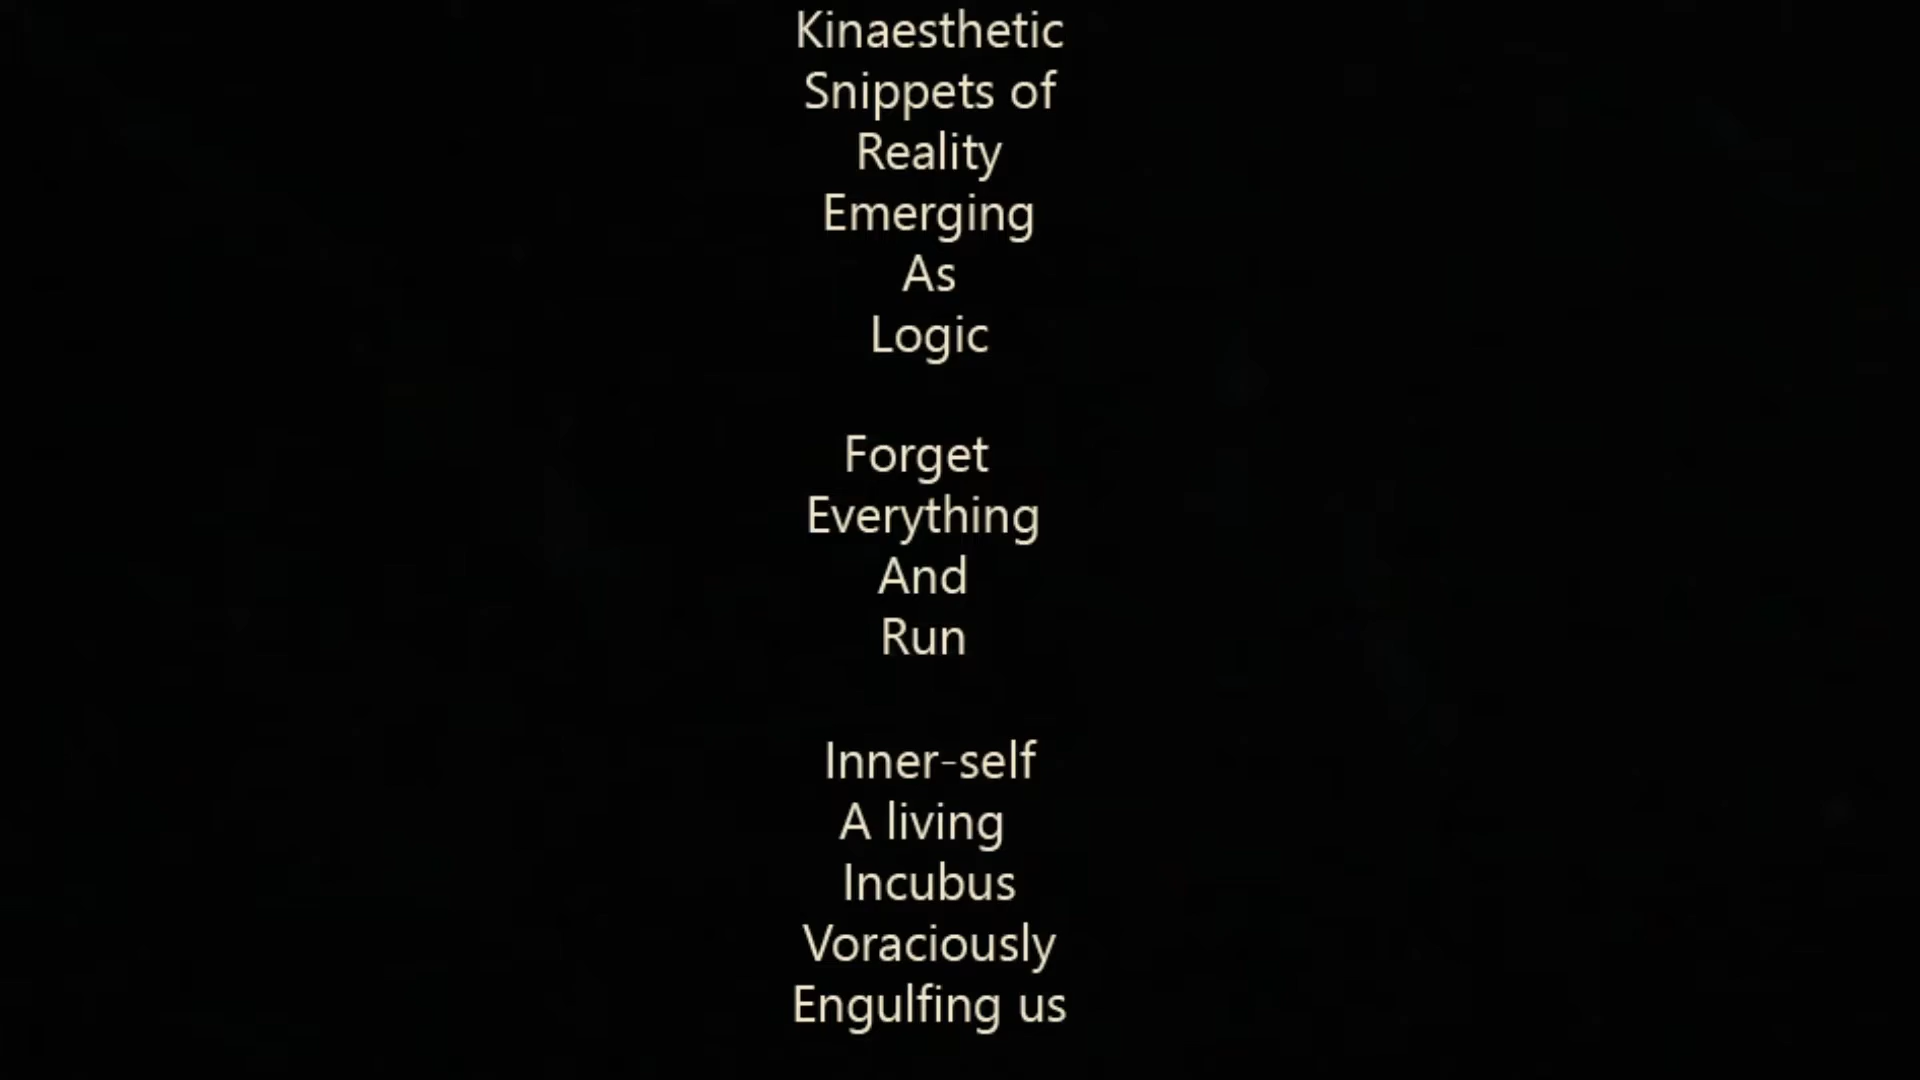 Kinaesthetic
Snippets of
Reality
Emerging
As
Logic
Forget
Everything
And
Run
Inner-self
A living
Incubus
Voraciously
Engulfing us